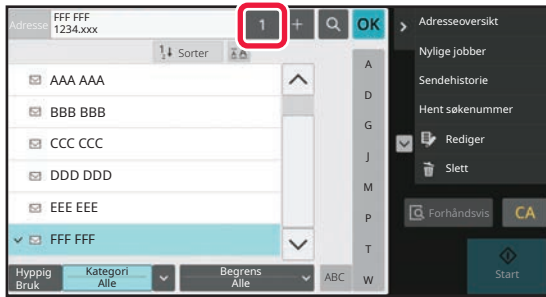 Adresse
FFF FFF
1234.xxx
1
+
OK
Sorter
AAA AAA
BBB BBB
CCC CCC
DDD DDD
EEE EEE
FFF FFF
A
D
G
J
M
P
T
W
Hyppig
Bruk
Kategori
Alle
Begrens
Alle
ABC
Adresseoversikt
Nylige jobber
Sendehistorie
Hent søkenummer
Rediger
Slett
Forhåndsvis
CA
Start